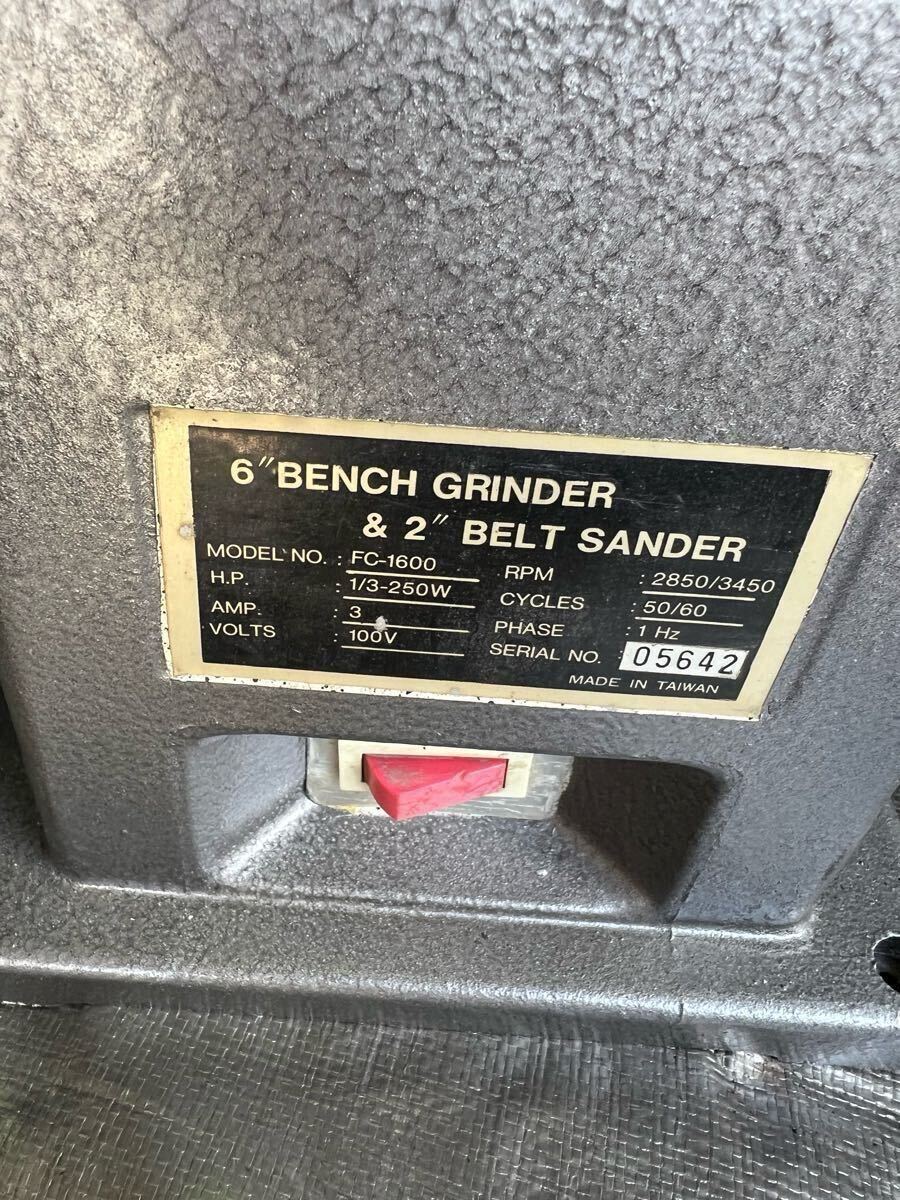 6″BENCH GRINDER
& 2″ BELT SANDER
MODEL NO. : FC-1600
H.P. : 1/3-250W
AMP. : 3
VOLTS : 100V
RPM : 2850/3450
CYCLES : 50/60
PHASE : 1 Hz
SERIAL NO. : 05642
MADE IN TAIWAN